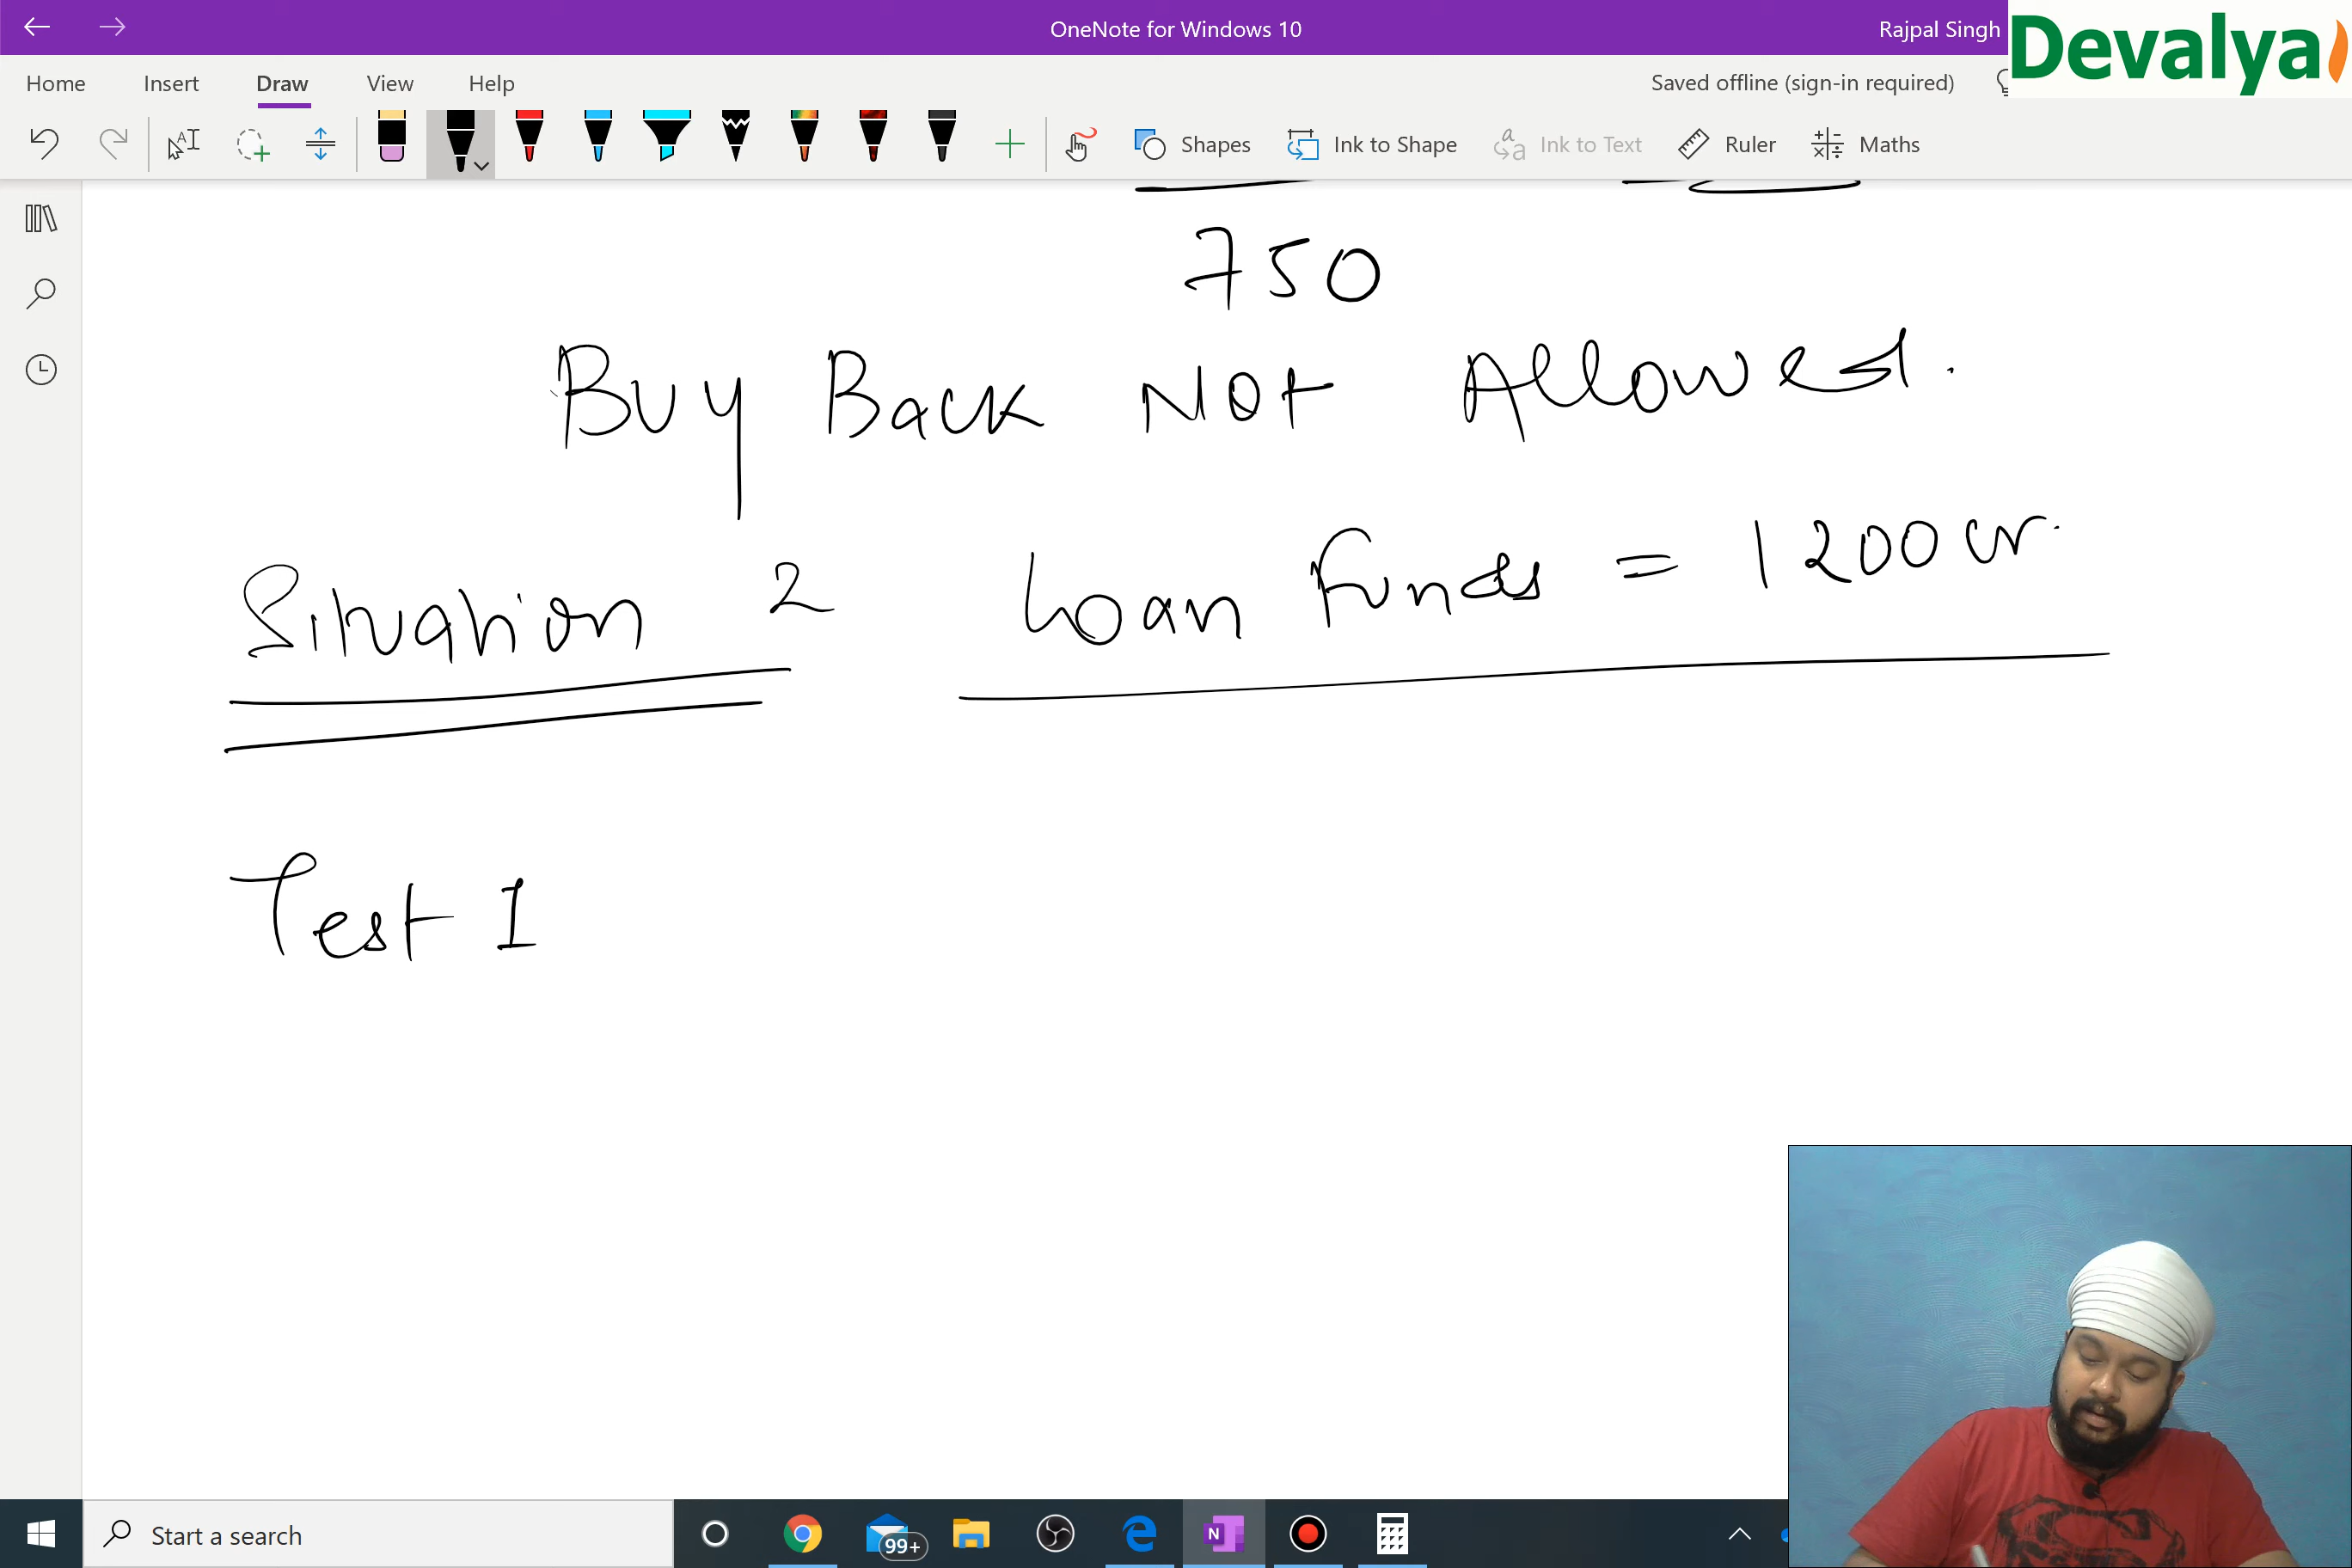 OneNote for Windows 10
Rajpal Singh
Devalya
Home Insert Draw View Help
Saved offline (sign-in required)
Shapes Ink to Shape Ink to Text Ruler Maths
750
Buy Back Not Allowed.
Situation 2 Loan Funds = 1200 cr.
Test I
Start a search
99+